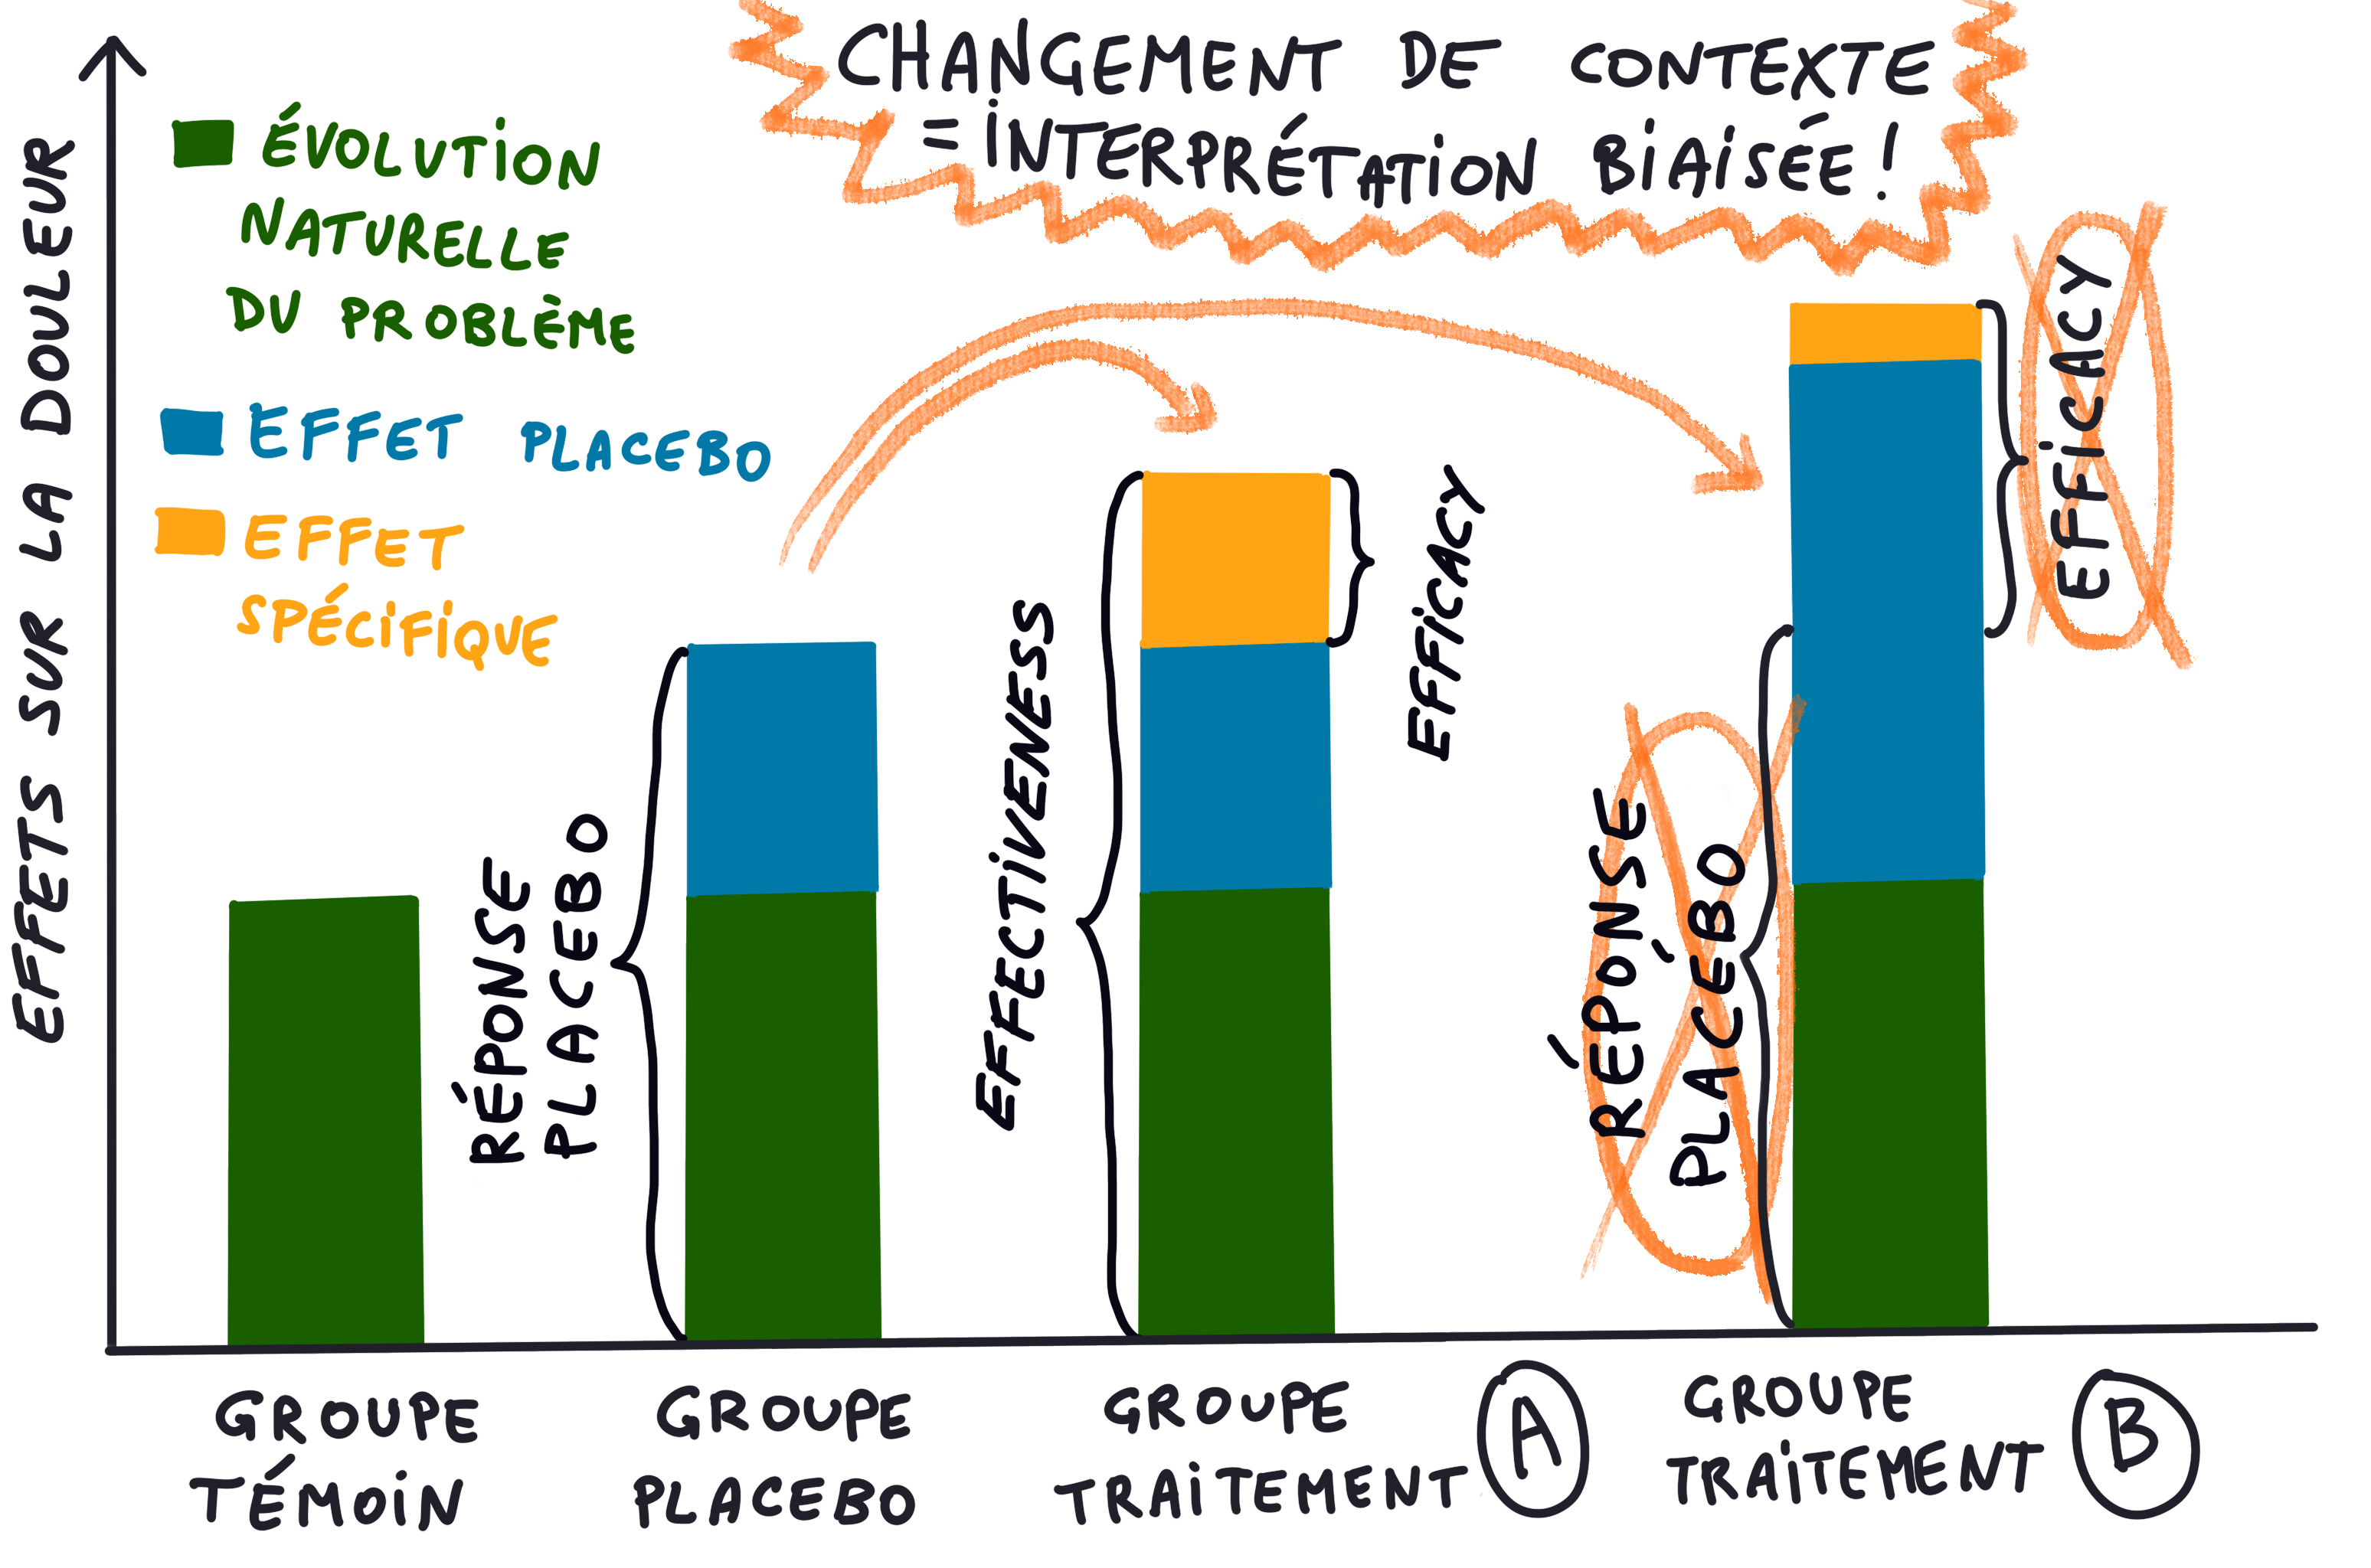 CHANGEMENT DE CONTEXTE
= INTERPRÉTATION BIAISÉE !
EFFETS SUR LA DOULEUR
ÉVOLUTION
NATURELLE
DU PROBLÈME
EFFET PLACEBO
EFFET
SPÉCIFIQUE
RÉPONSE
PLACEBO
EFFECTIVENESS
EFFICACY
RÉPONSE
PLACÉBO
EFFICACY
GROUPE
TÉMOIN
GROUPE
PLACEBO
GROUPE
TRAITEMENT A
GROUPE
TRAITEMENT B